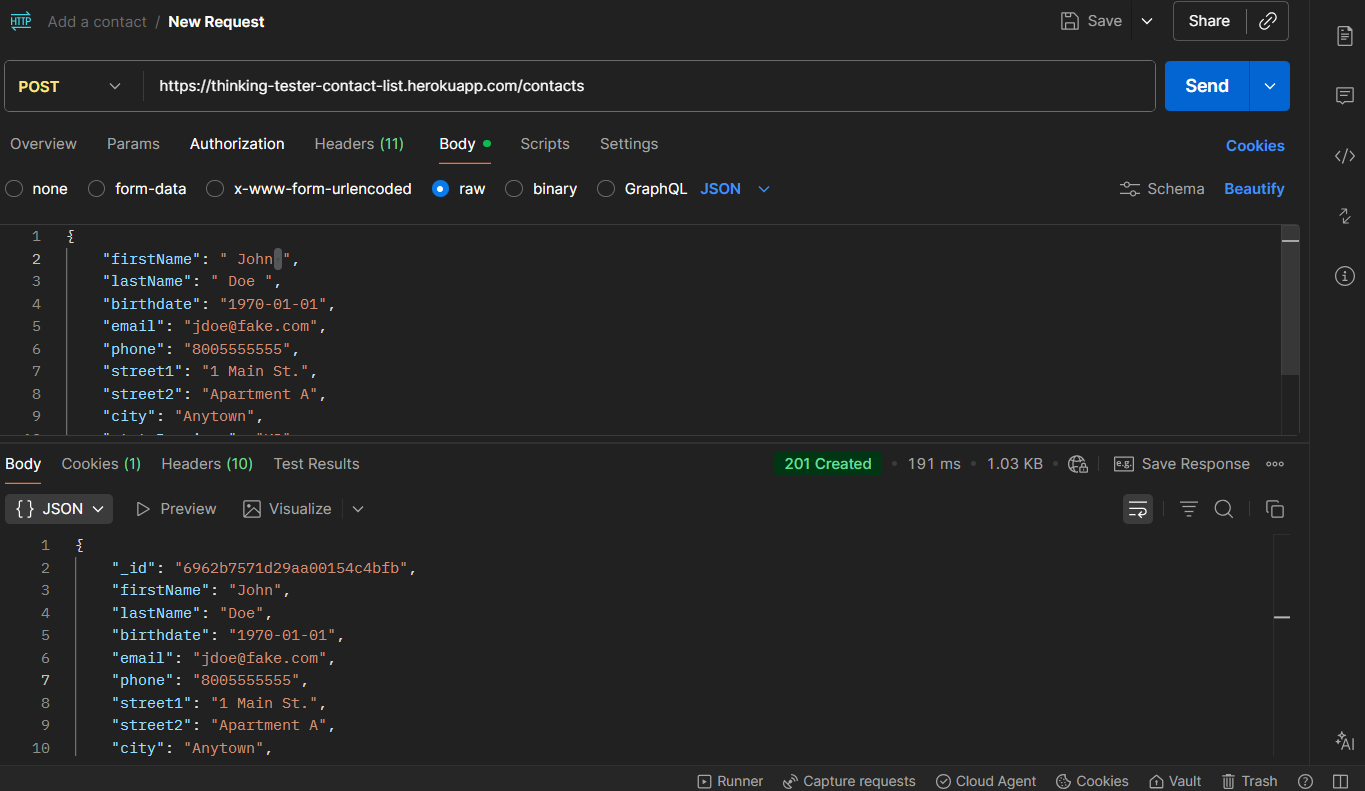 HTTP Add a contact / New Request Save Share
POST https://thinking-tester-contact-list.herokuapp.com/contacts Send
Overview Params Authorization Headers (11) Body Scripts Settings Cookies
none form-data x-www-form-urlencoded raw binary GraphQL JSON Schema Beautify
1 {
2 "firstName": " John ",
3 "lastName": " Doe ",
4 "birthdate": "1970-01-01",
5 "email": "jdoe@fake.com",
6 "phone": "8005555555",
7 "street1": "1 Main St.",
8 "street2": "Apartment A",
9 "city": "Anytown",
Body Cookies (1) Headers (10) Test Results 201 Created 191 ms 1.03 KB e.g. Save Response
{} JSON Preview Visualize
1 {
2 "_id": "6962b7571d29aa00154c4bfb",
3 "firstName": "John",
4 "lastName": "Doe",
5 "birthdate": "1970-01-01",
6 "email": "jdoe@fake.com",
7 "phone": "8005555555",
8 "street1": "1 Main St.",
9 "street2": "Apartment A",
10 "city": "Anytown",
AI
Runner Capture requests Cloud Agent Cookies Vault Trash